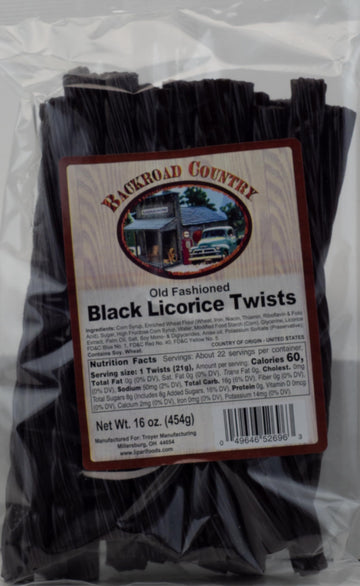 BACKROAD COUNTRY
Old Fashioned
Black Licorice Twists
Ingredients: Corn Syrup, Enriched Wheat Flour (Wheat, Iron, Niacin, Thiamin, Riboflavin & Folic
Acid), Sugar, High Fructose Corn Syrup, Water, Modified Food Starch (Corn), Glycerine, Licorice
Extract, Palm Oil, Salt, Soy Mono- & Diglycerides, Anise oil, Potassium Sorbate (Preservative),
FD&C Blue No. 1, FD&C Red No. 40, FD&C Yellow No. 5
Contains Soy, Wheat. COUNTRY OF ORIGIN - UNITED STATES
Nutrition Facts Servings: About 22 servings per container,
Serving size: 1 Twists (21g), Amount per serving: Calories 60,
Total Fat 0g (0% DV), Sat. Fat 0g (0% DV), Trans Fat 0g, Cholest. 0mg
(0% DV), Sodium 50mg (2% DV), Total Carb. 16g (6% DV), Fiber 0g (0% DV),
Total Sugars 8g (Includes 8g Added Sugars, 16% DV), Protein 0g, Vitamin D 0mcg
(0% DV), Calcium 2mg (0% DV), Iron 0mg (0% DV), Potassium 14mg (0% DV)
Net Wt. 16 oz. (454g)
Manufactured For: Troyer Manufacturing
Millersburg, OH. 44654
www.liparifoods.com
0 49646 52696 3